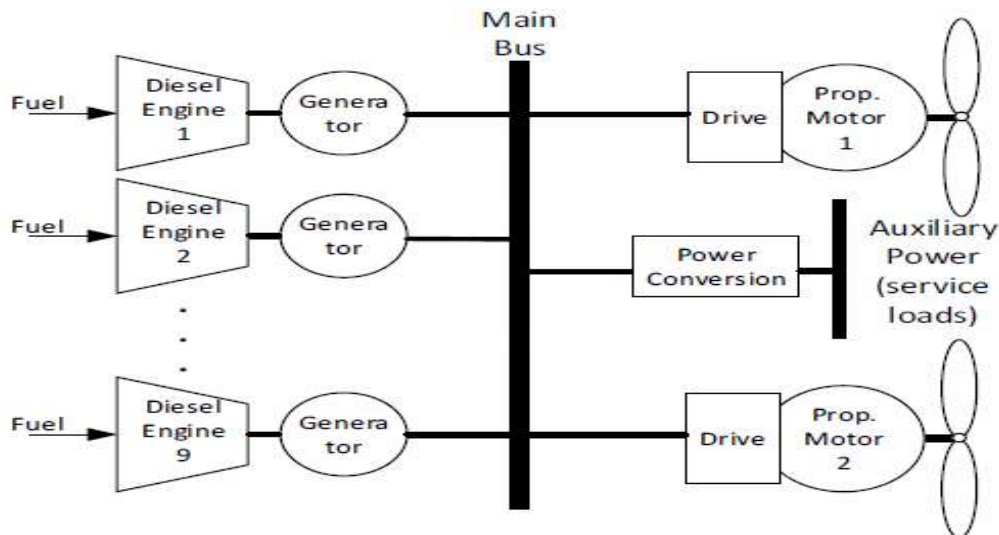 Main
Bus
Fuel
Diesel
Engine
1
Genera
tor
Drive
Prop.
Motor
1
Fuel
Diesel
Engine
2
Genera
tor
Power
Conversion
Auxiliary
Power
(service
loads)
Fuel
Diesel
Engine
9
Genera
tor
Drive
Prop.
Motor
2